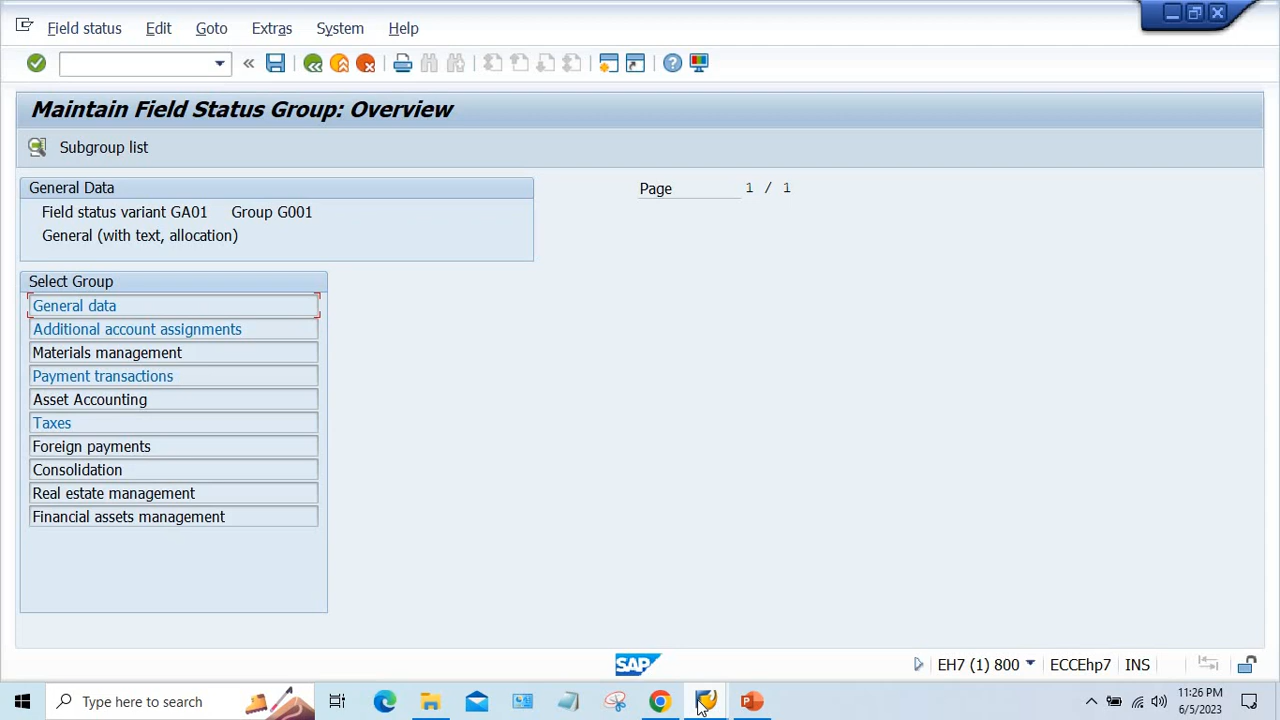 Field status Edit Goto Extras System Help
Maintain Field Status Group: Overview
Subgroup list
General Data
Page 1 / 1
Field status variant GA01 Group G001
General (with text, allocation)
Select Group
General data
Additional account assignments
Materials management
Payment transactions
Asset Accounting
Taxes
Foreign payments
Consolidation
Real estate management
Financial assets management
SAP
EH7 (1) 800 ECCEhp7 INS
Type here to search
11:26 PM
6/5/2023